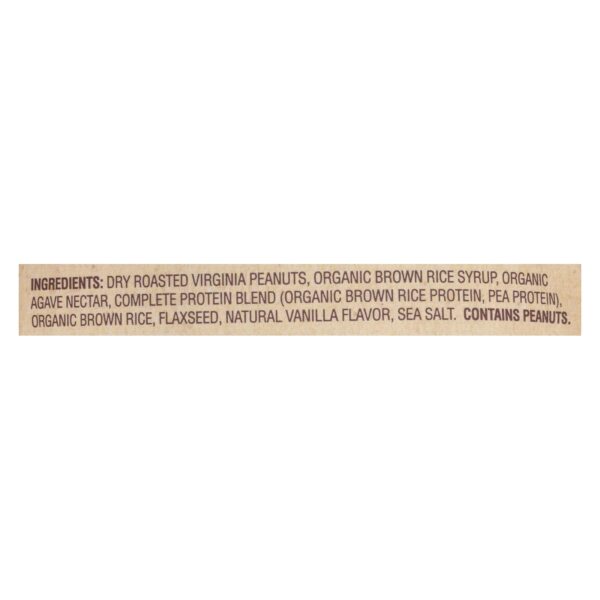 INGREDIENTS: DRY ROASTED VIRGINIA PEANUTS, ORGANIC BROWN RICE SYRUP, ORGANIC
AGAVE NECTAR, COMPLETE PROTEIN BLEND (ORGANIC BROWN RICE PROTEIN, PEA PROTEIN),
ORGANIC BROWN RICE, FLAXSEED, NATURAL VANILLA FLAVOR, SEA SALT. CONTAINS PEANUTS.